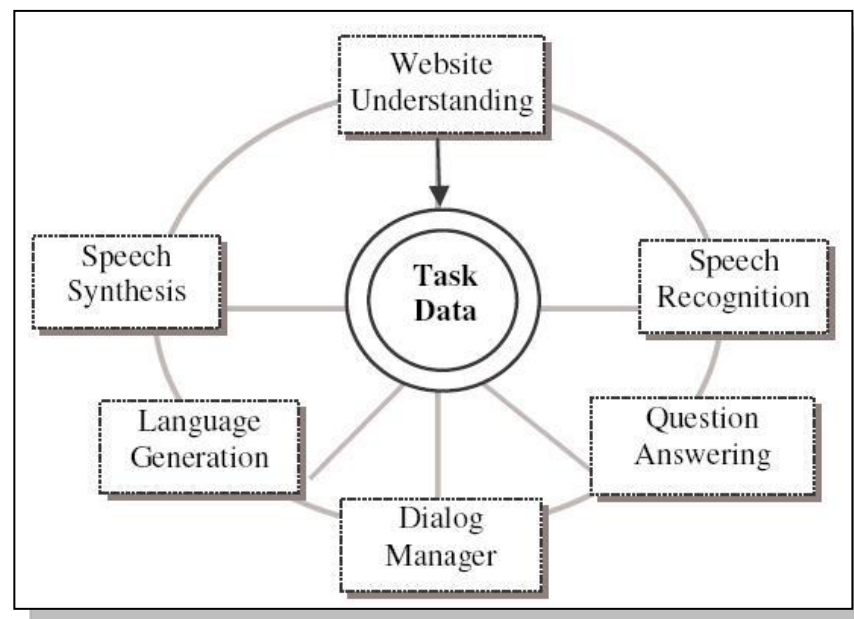 Website
Understanding
Speech
Synthesis
Task
Data
Speech
Recognition
Language
Generation
Question
Answering
Dialog
Manager